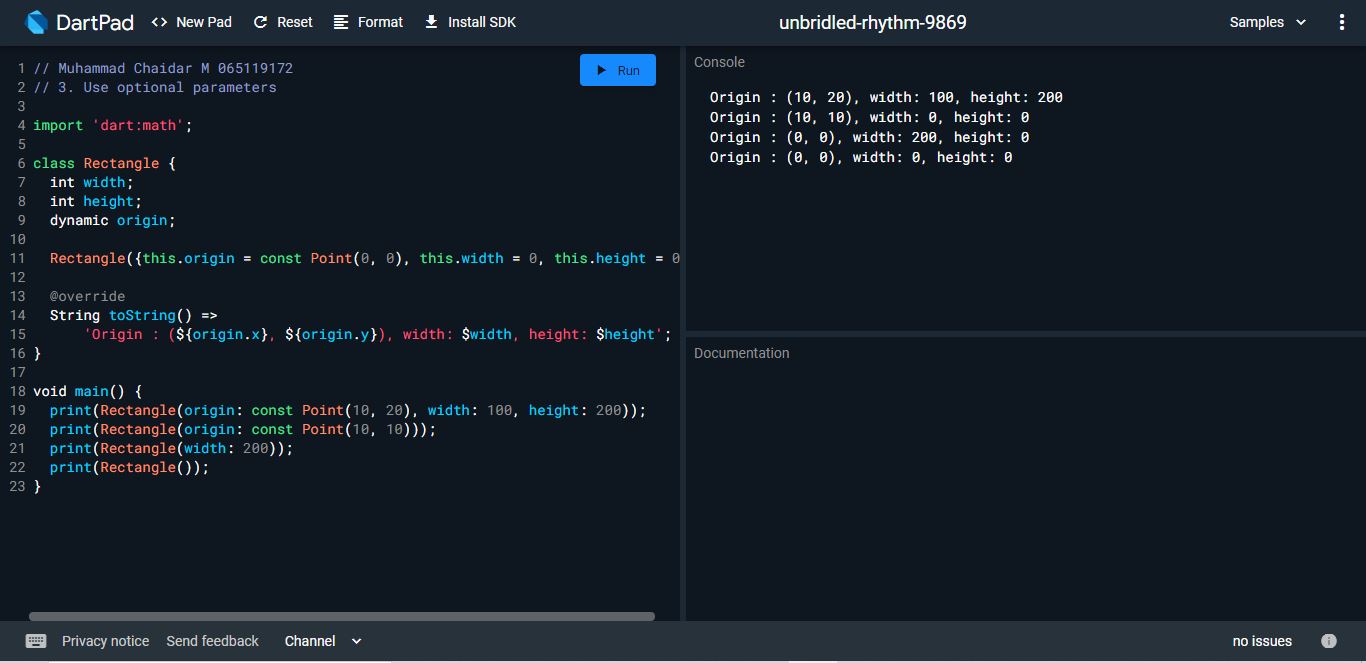 DartPad <> New Pad Reset Format Install SDK unbridled-rhythm-9869 Samples
Run
1 // Muhammad Chaidar M 065119172
2 // 3. Use optional parameters
3
4 import 'dart:math';
5
6 class Rectangle {
7 int width;
8 int height;
9 dynamic origin;
10
11 Rectangle({this.origin = const Point(0, 0), this.width = 0, this.height = 0
12
13 @override
14 String toString() =>
15 'Origin : (${origin.x}, ${origin.y}), width: $width, height: $height';
16 }
17
18 void main() {
19 print(Rectangle(origin: const Point(10, 20), width: 100, height: 200));
20 print(Rectangle(origin: const Point(10, 10)));
21 print(Rectangle(width: 200));
22 print(Rectangle());
23 }
Console
Origin : (10, 20), width: 100, height: 200
Origin : (10, 10), width: 0, height: 0
Origin : (0, 0), width: 200, height: 0
Origin : (0, 0), width: 0, height: 0
Documentation
Privacy notice Send feedback Channel no issues